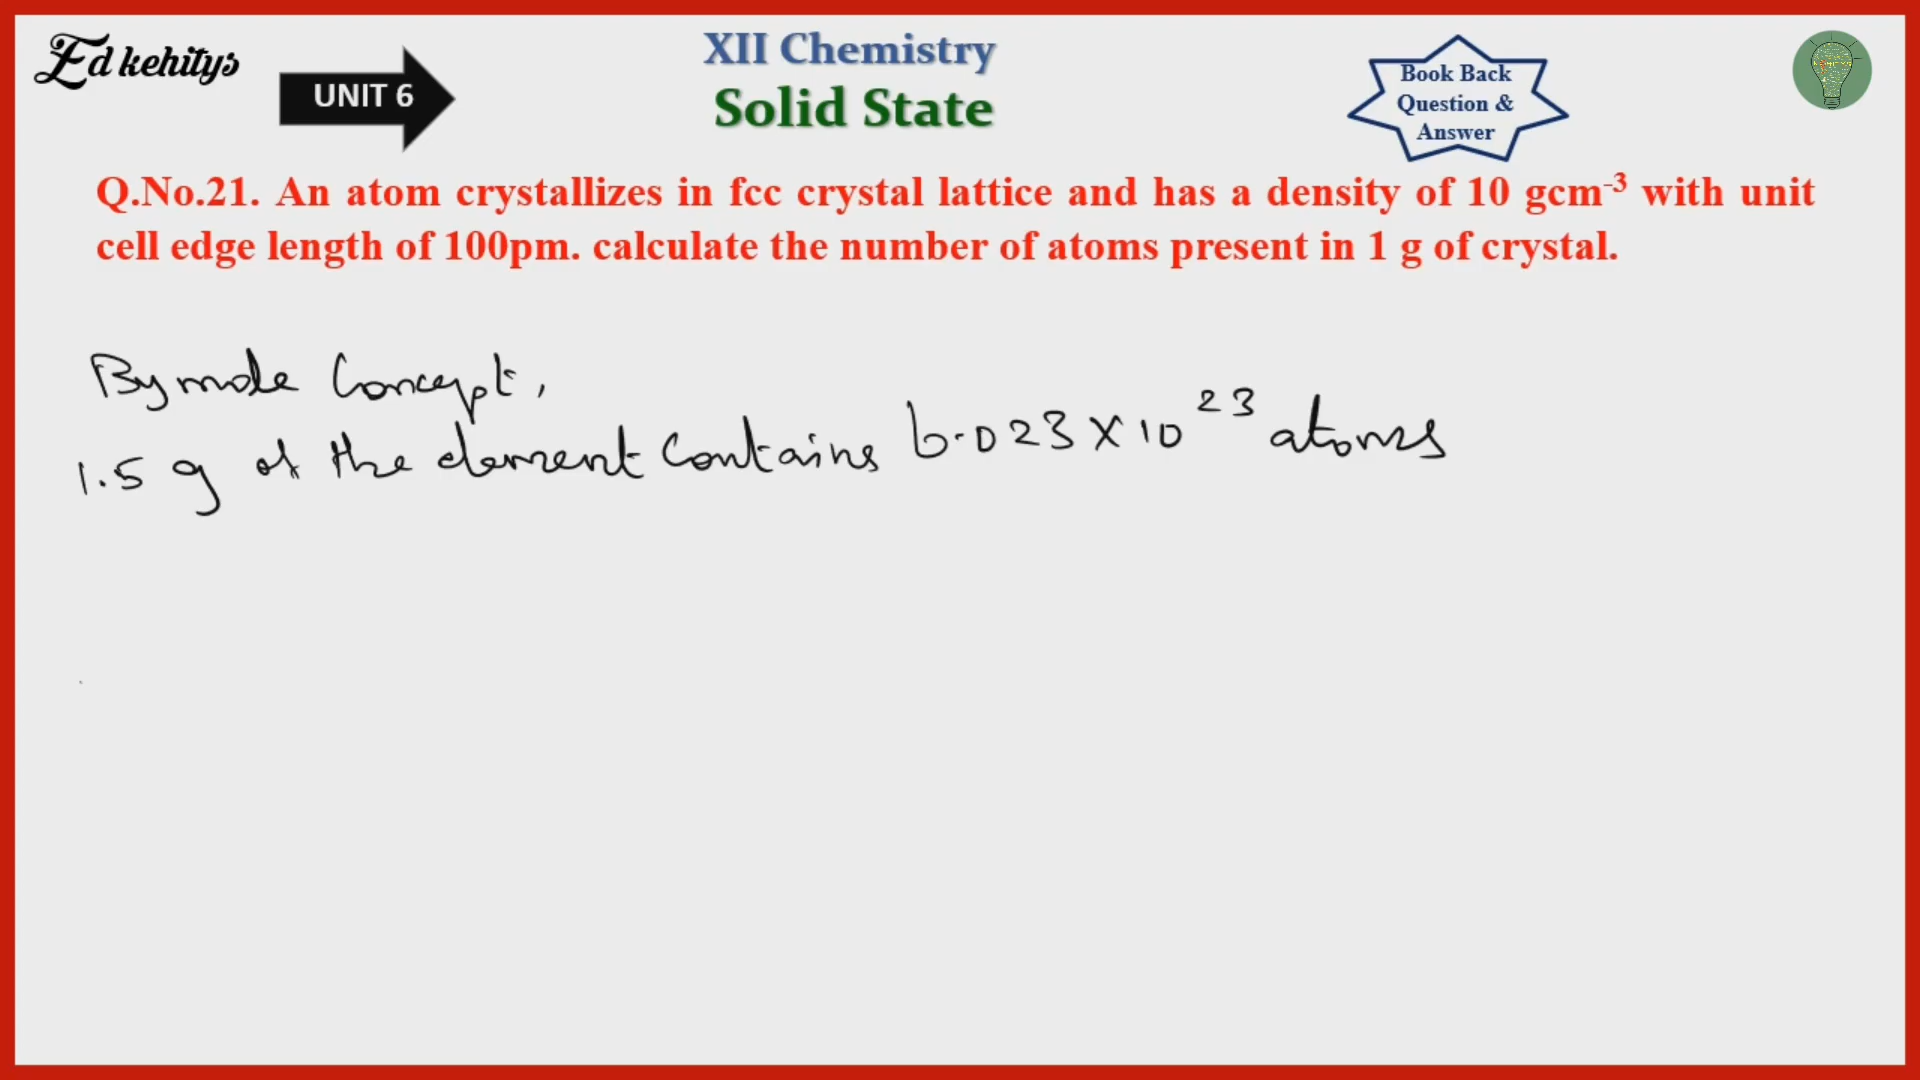 Ed kehitys
UNIT 6
XII Chemistry
Solid State
Book Back
Question &
Answer
Q.No.21. An atom crystallizes in fcc crystal lattice and has a density of 10 gcm⁻³ with unit
cell edge length of 100pm. calculate the number of atoms present in 1 g of crystal.
By mole Concept,
1.5 g of the element Contains 6.023 X 10²³ atoms